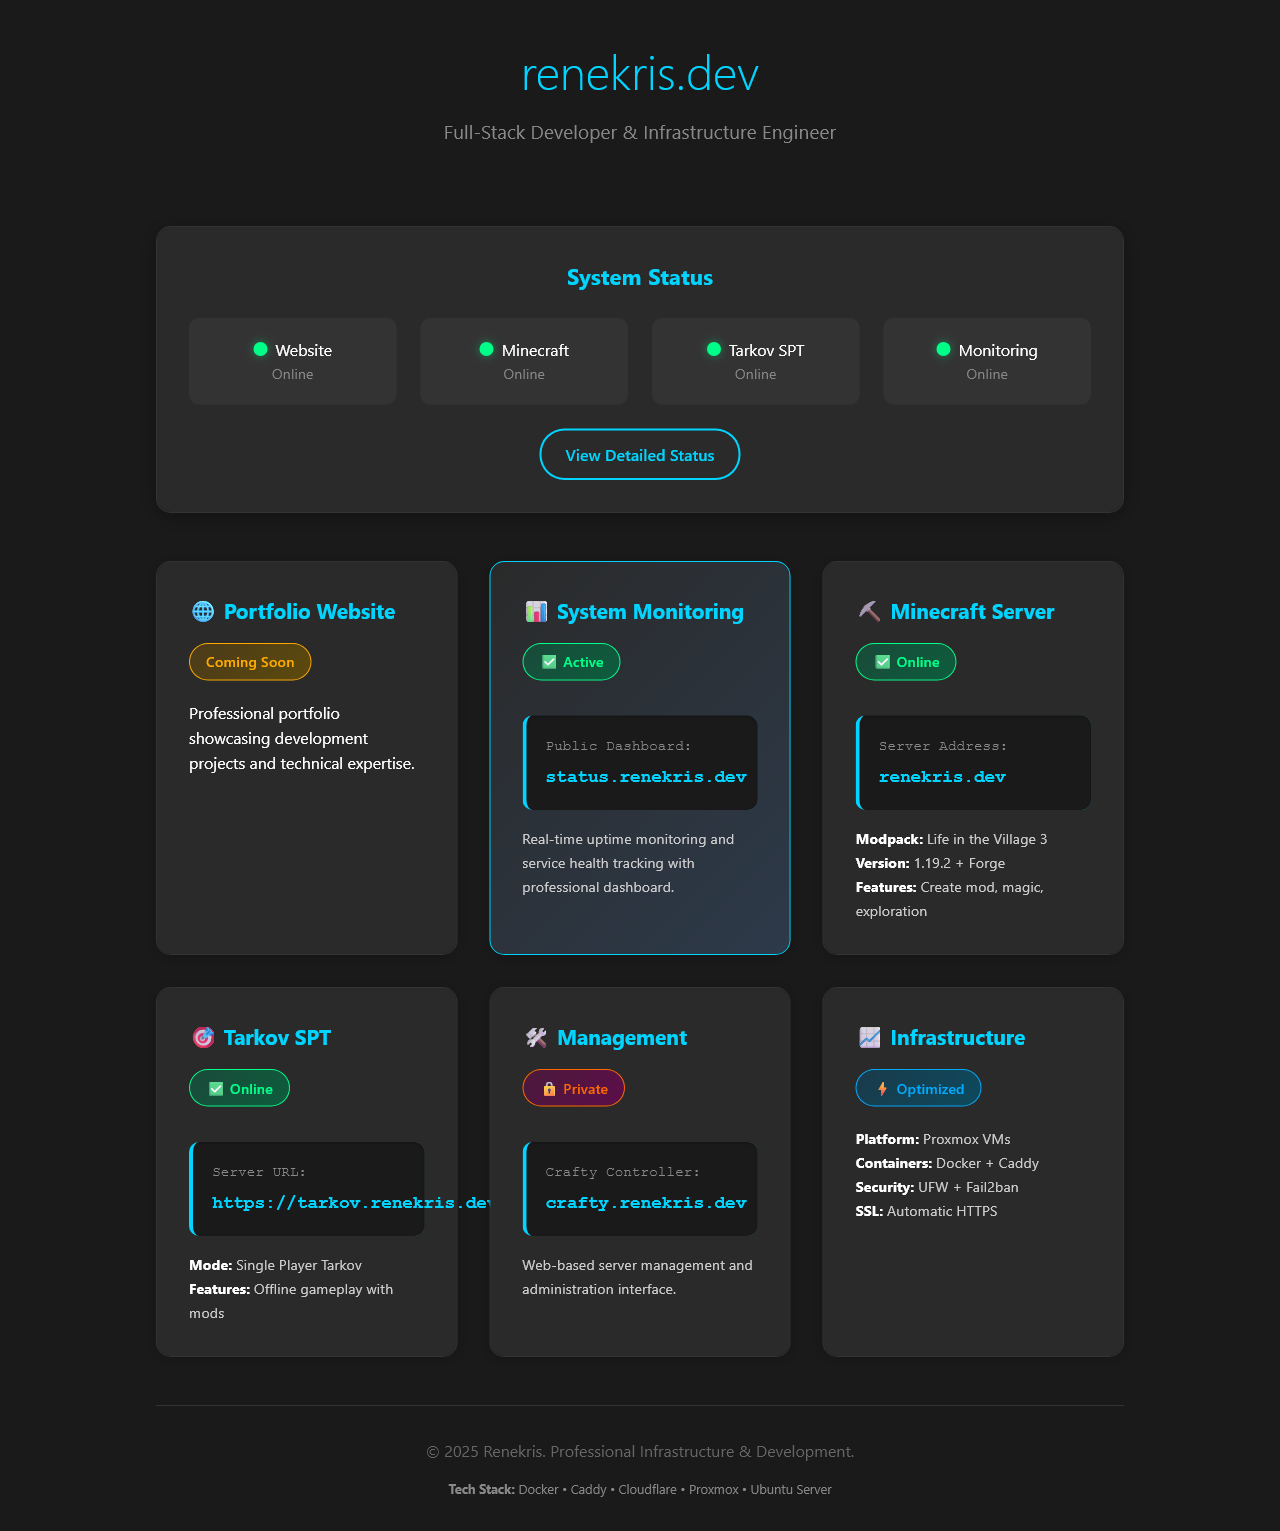 renekris.dev
Full-Stack Developer & Infrastructure Engineer
System Status
Website
Online
Minecraft
Online
Tarkov SPT
Online
Monitoring
Online
View Detailed Status
Portfolio Website
Coming Soon
Professional portfolio
showcasing development
projects and technical expertise.
System Monitoring
Active
Public Dashboard:
status.renekris.dev
Real-time uptime monitoring and
service health tracking with
professional dashboard.
Minecraft Server
Online
Server Address:
renekris.dev
Modpack: Life in the Village 3
Version: 1.19.2 + Forge
Features: Create mod, magic,
exploration
Tarkov SPT
Online
Server URL:
https://tarkov.renekris.dev
Mode: Single Player Tarkov
Features: Offline gameplay with
mods
Management
Private
Crafty Controller:
crafty.renekris.dev
Web-based server management and
administration interface.
Infrastructure
Optimized
Platform: Proxmox VMs
Containers: Docker + Caddy
Security: UFW + Fail2ban
SSL: Automatic HTTPS
© 2025 Renekris. Professional Infrastructure & Development.
Tech Stack: Docker • Caddy • Cloudflare • Proxmox • Ubuntu Server